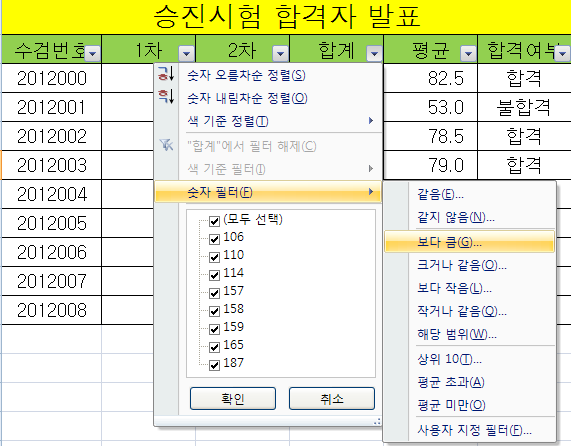 승진시험 합격자 발표
수검번호 1차 2차 합계 평균 합격여부
2012000 82.5 합격
2012001 53.0 불합격
2012002 78.5 합격
2012003 79.0 합격
2012004
2012005
2012006
2012007
2012008
숫자 오름차순 정렬(S)
숫자 내림차순 정렬(O)
색 기준 정렬(T)
"합계"에서 필터 해제(C)
색 기준 필터(I)
숫자 필터(F)
(모두 선택)
106
110
114
157
158
159
165
187
확인 취소
같음(E)...
같지 않음(N)...
보다 큼(G)...
크거나 같음(O)...
보다 작음(L)...
작거나 같음(Q)...
해당 범위(W)...
상위 10(T)...
평균 초과(A)
평균 미만(O)
사용자 지정 필터(F)...